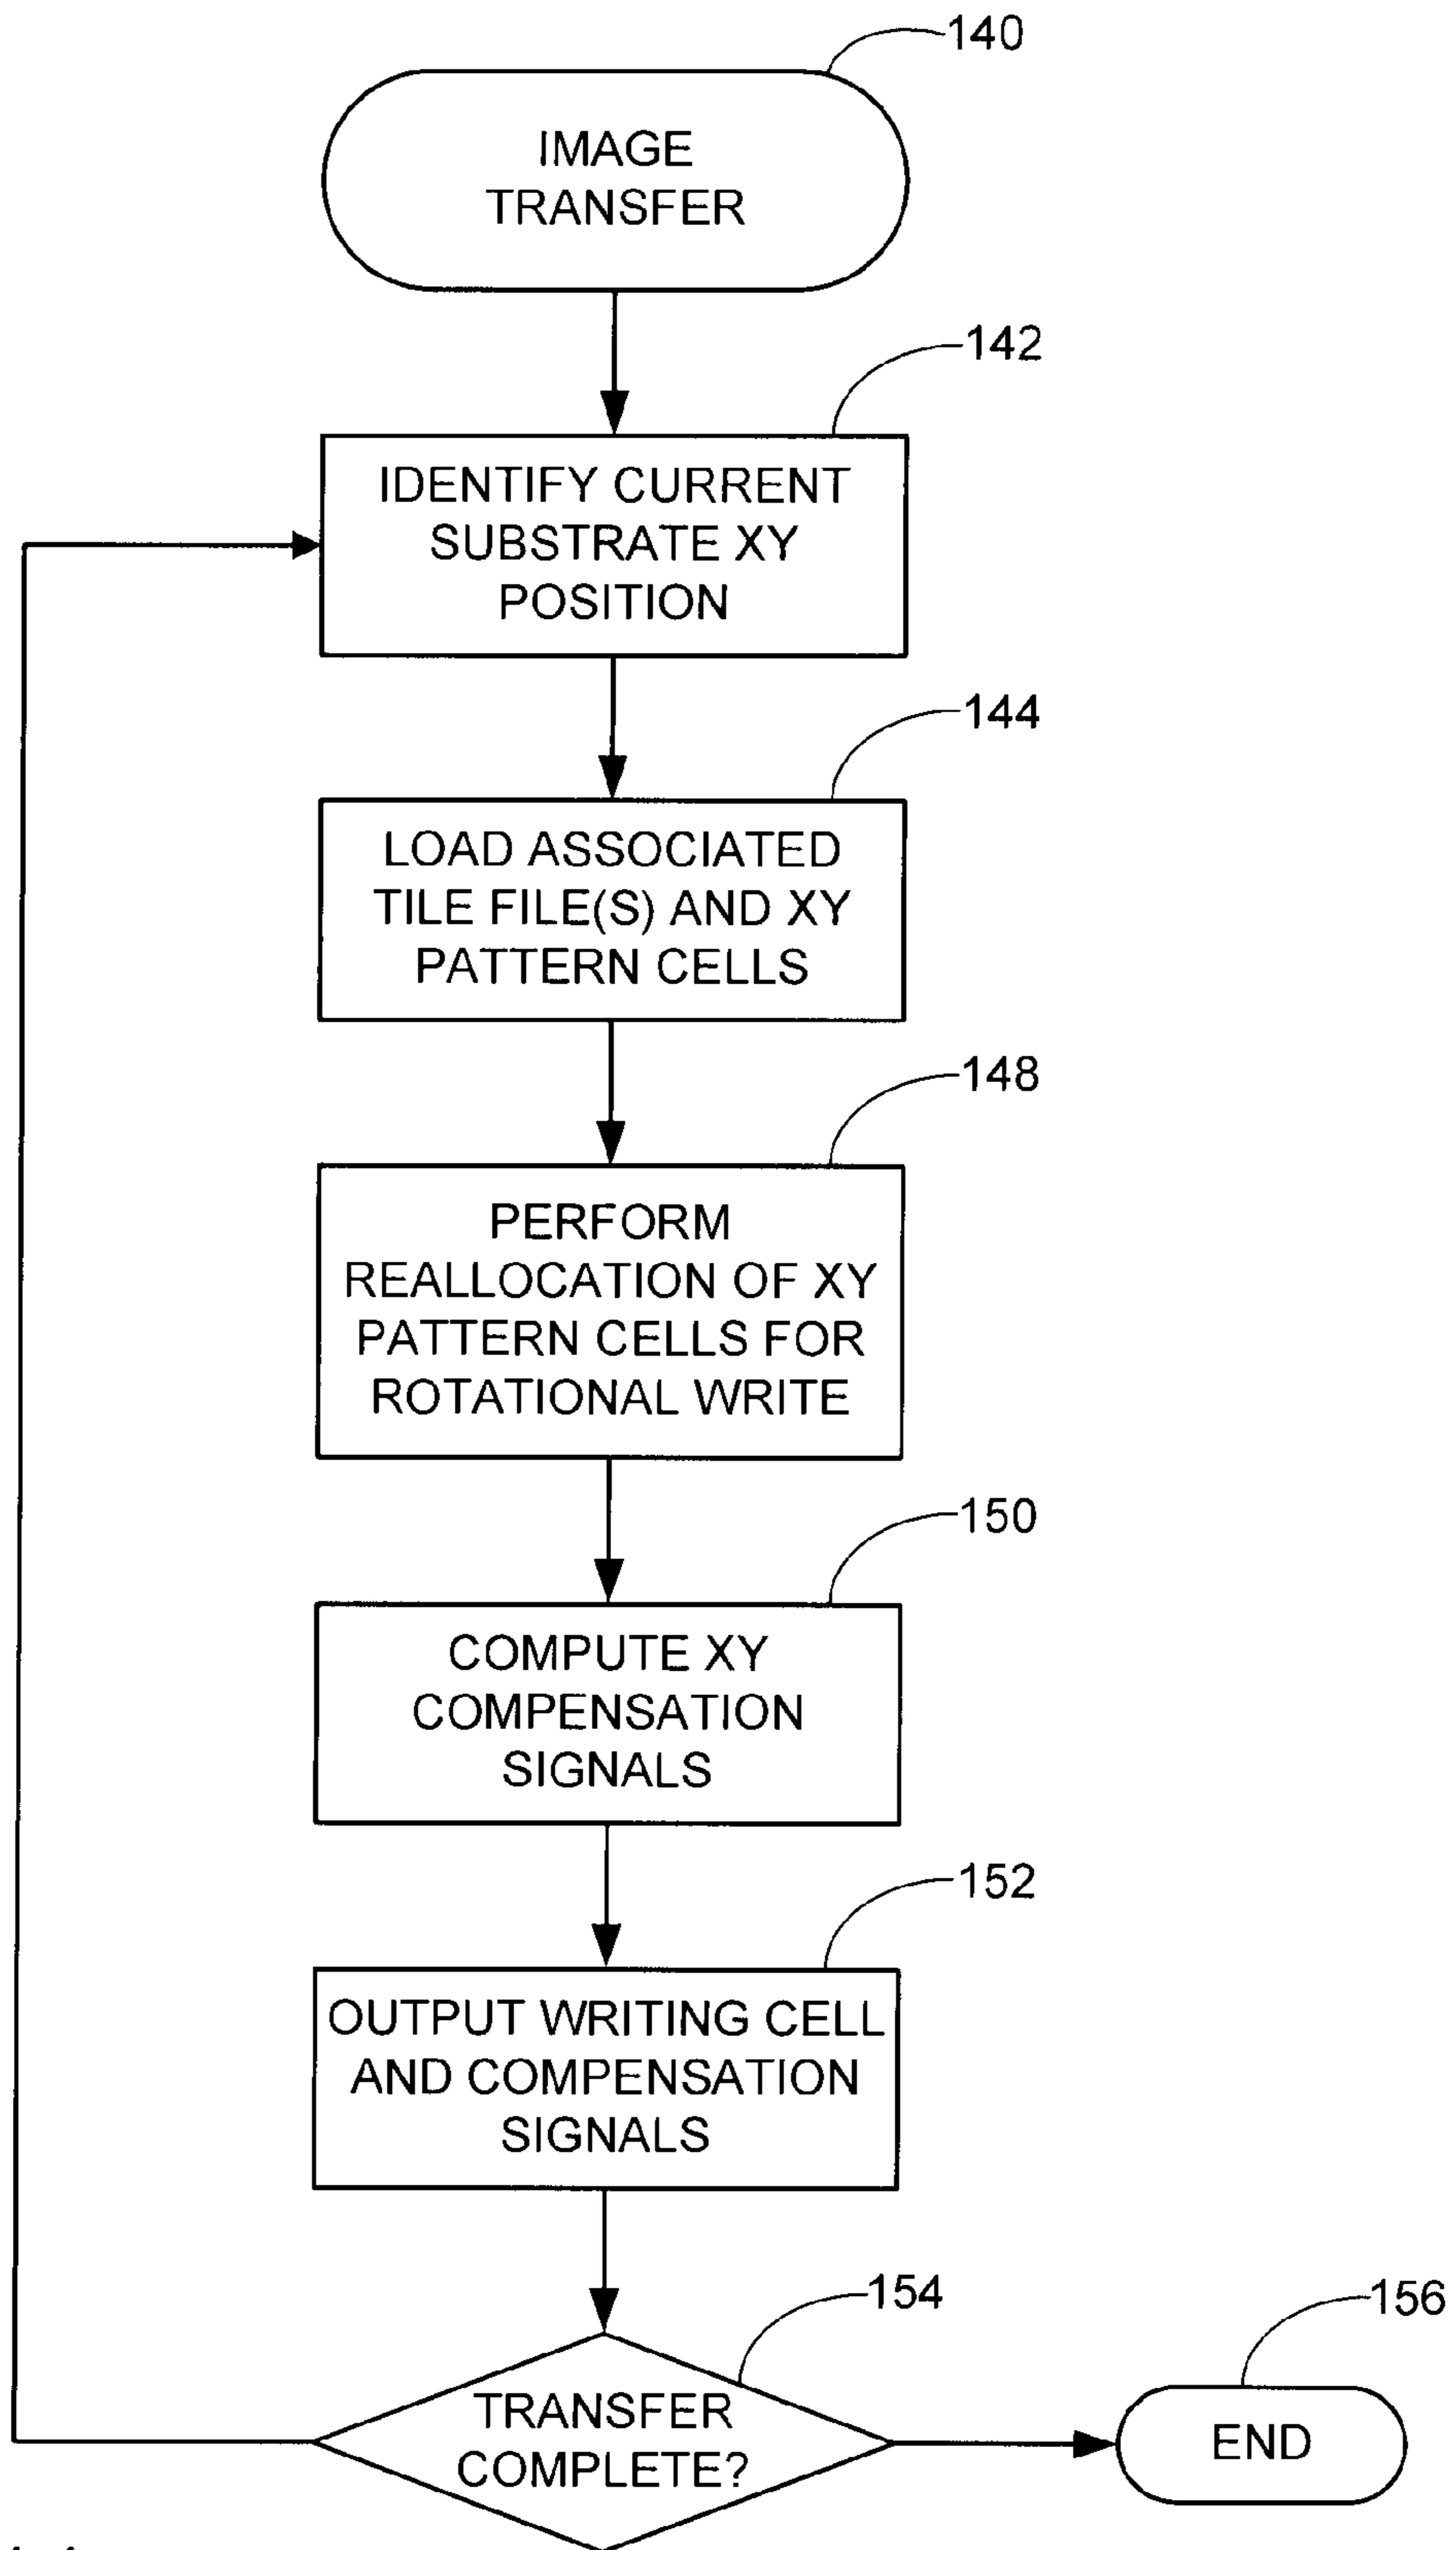 140
IMAGE
TRANSFER
142
IDENTIFY CURRENT
SUBSTRATE XY
POSITION
144
LOAD ASSOCIATED
TILE FILE(S) AND XY
PATTERN CELLS
148
PERFORM
REALLOCATION OF XY
PATTERN CELLS FOR
ROTATIONAL WRITE
150
COMPUTE XY
COMPENSATION
SIGNALS
152
OUTPUT WRITING CELL
AND COMPENSATION
SIGNALS
154
TRANSFER
COMPLETE?
156
END